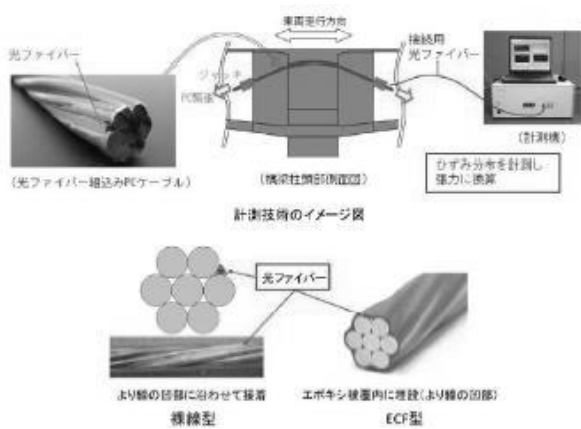 車両走行方向
光ファイバー
接続用
光ファイバー
ジャッキ
PC緊張
(計測機)
(光ファイバー組込みPCケーブル)
(横梁柱頭部側面図)
ひずみ分布を計測し
張力に換算
計測技術のイメージ図
光ファイバー
より線の凹部に沿わせて接着
エポキシ被覆内に埋設(より線の凹部)
裸線型
ECF型